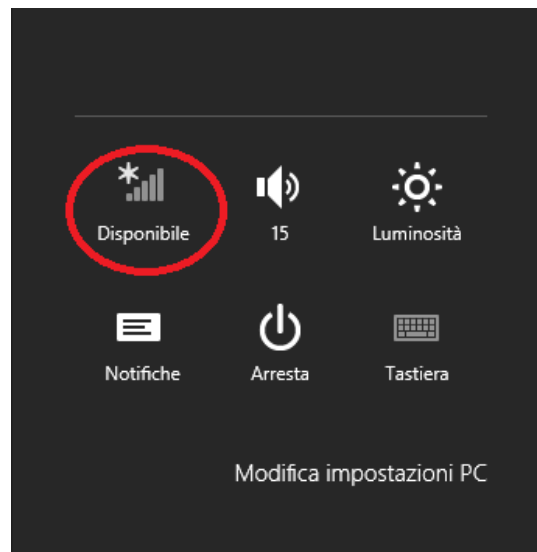 Disponibile
15
Luminosità
Notifiche
Arresta
Tastiera
Modifica impostazioni PC